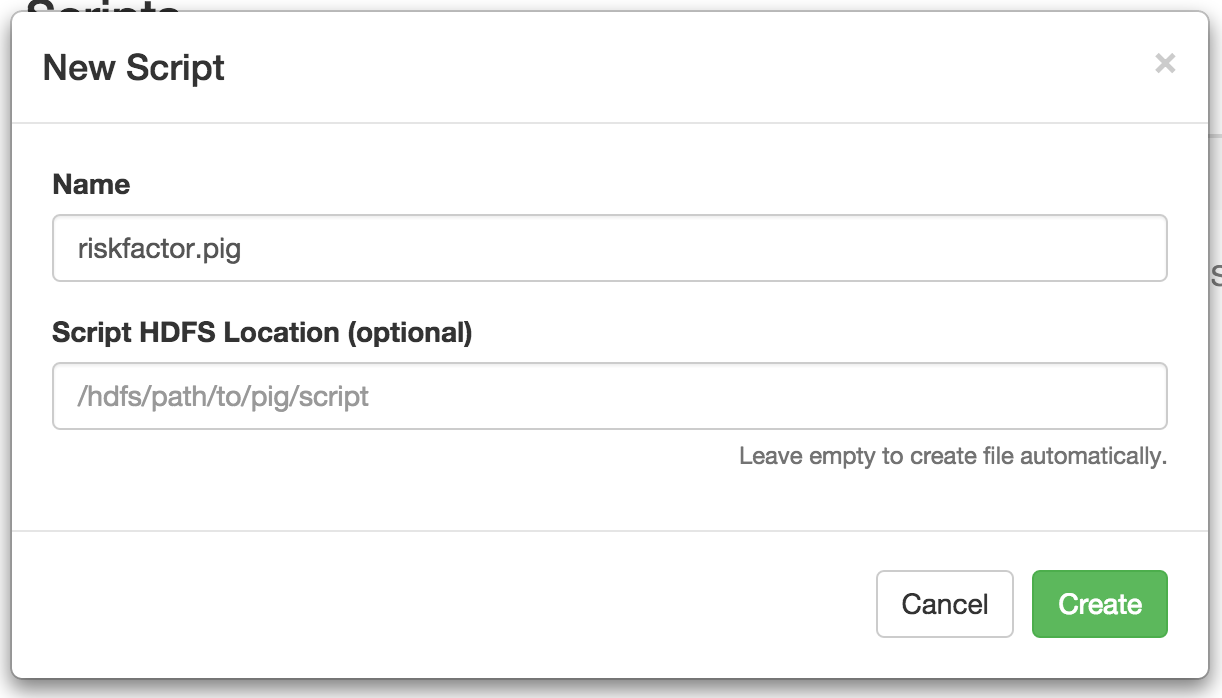 Scripts
New Script
×
Name
riskfactor.pig
Script HDFS Location (optional)
/hdfs/path/to/pig/script
Leave empty to create file automatically.
Cancel
Create